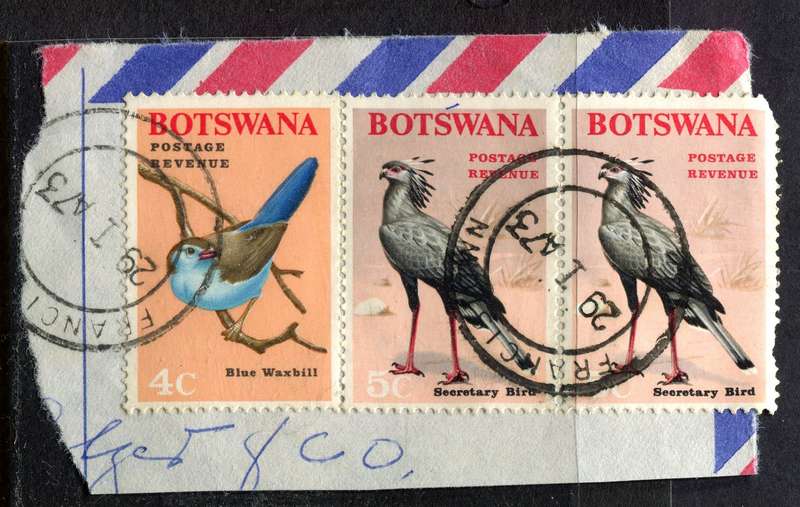 BOTSWANA
POSTAGE
REVENUE
Blue Waxbill
4c
BOTSWANA
POSTAGE
REVENUE
5c
Secretary Bird
BOTSWANA
POSTAGE
REVENUE
Secretary Bird
FRANCI
29 I 73
FRANCI
29 I 73
& CO.